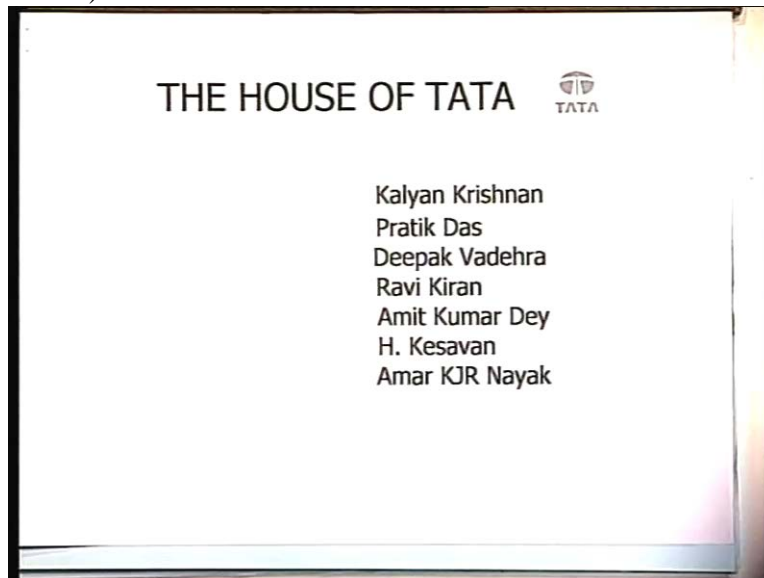 THE HOUSE OF TATA
TATA
Kalyan Krishnan
Pratik Das
Deepak Vadehra
Ravi Kiran
Amit Kumar Dey
H. Kesavan
Amar KJR Nayak